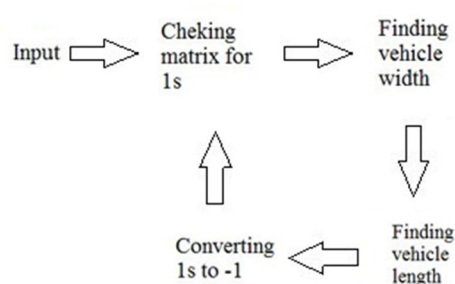 Input
Cheking
matrix for
1s
Finding
vehicle
width
Finding
vehicle
length
Converting
1s to -1